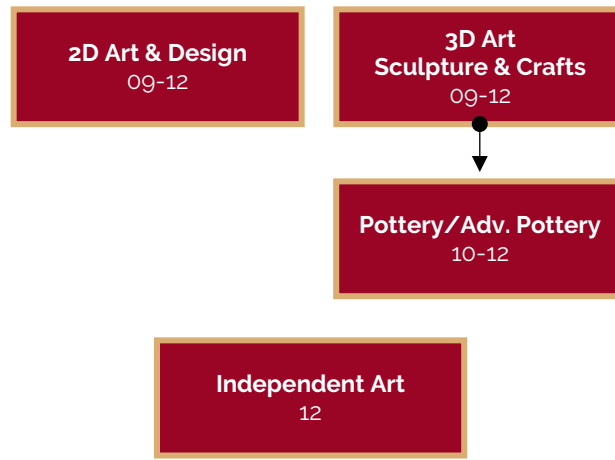 2D Art & Design
09-12
3D Art
Sculpture & Crafts
09-12
Pottery/Adv. Pottery
10-12
Independent Art
12